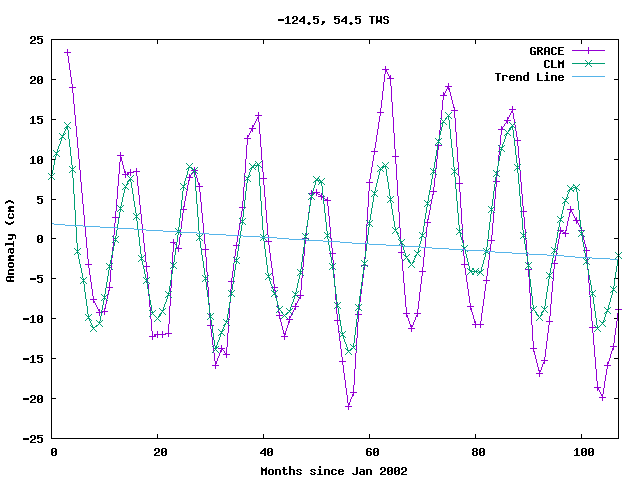 -124.5, 54.5 TWS
GRACE
CLM
Trend Line
25
20
15
10
5
0
-5
-10
-15
-20
-25
Anomaly (cm)
0 20 40 60 80 100
Months since Jan 2002